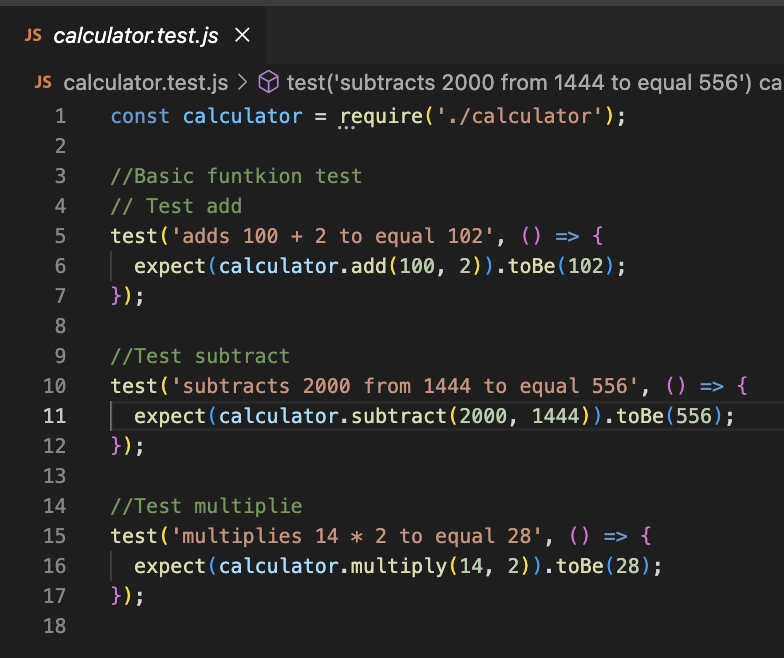 JS calculator.test.js ×
JS calculator.test.js > test('subtracts 2000 from 1444 to equal 556') ca
1 const calculator = require('./calculator');
2
3 //Basic funtkion test
4 // Test add
5 test('adds 100 + 2 to equal 102', () => {
6 expect(calculator.add(100, 2)).toBe(102);
7 });
8
9 //Test subtract
10 test('subtracts 2000 from 1444 to equal 556', () => {
11 expect(calculator.subtract(2000, 1444)).toBe(556);
12 });
13
14 //Test multiplie
15 test('multiplies 14 * 2 to equal 28', () => {
16 expect(calculator.multiply(14, 2)).toBe(28);
17 });
18